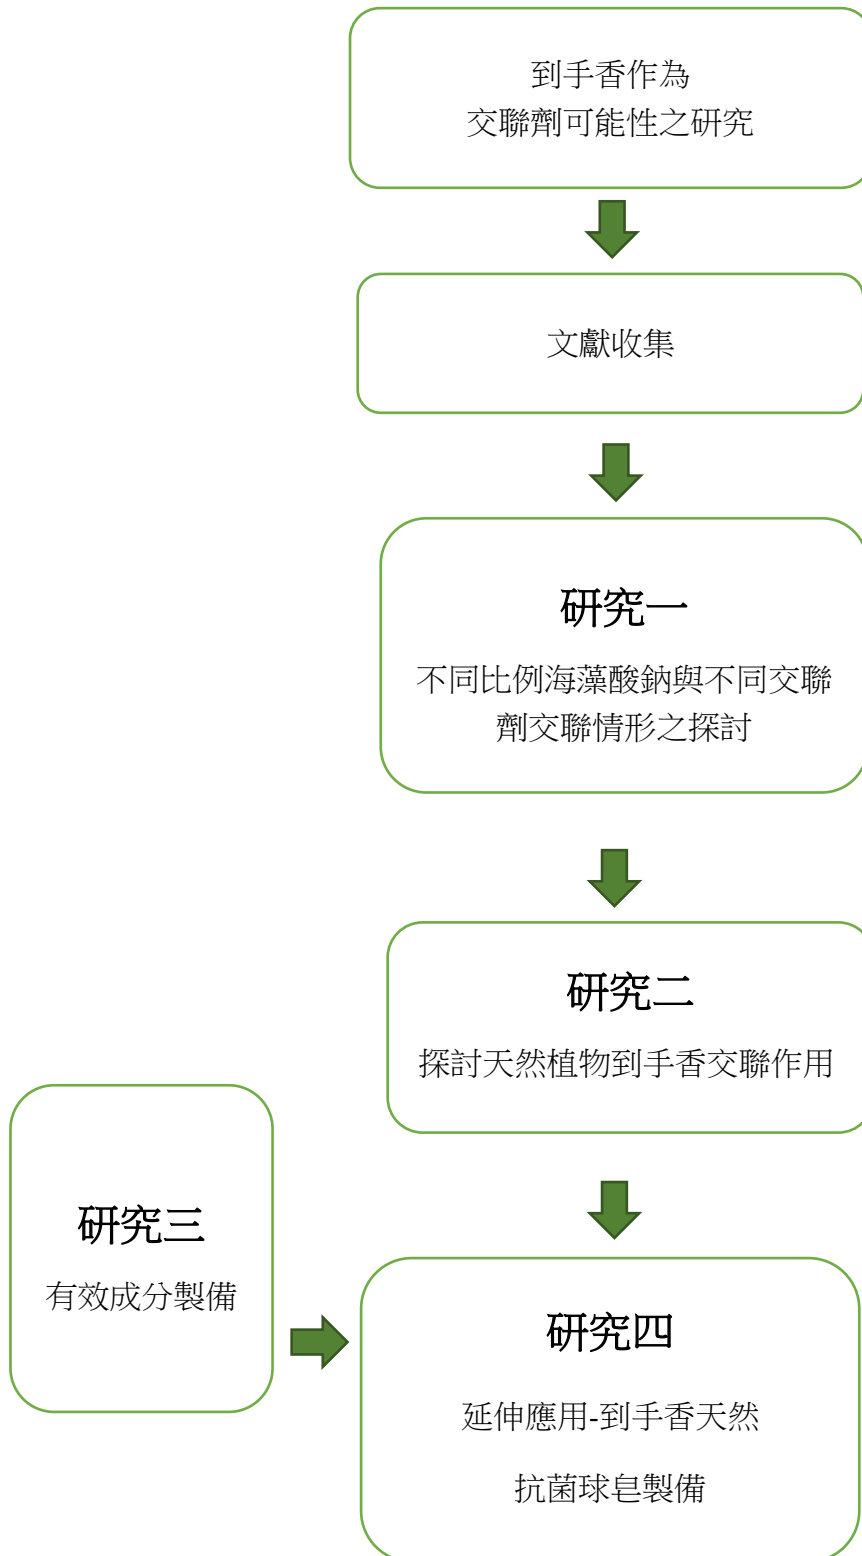 到手香作為
交聯劑可能性之研究
文獻收集
研究一
不同比例海藻酸鈉與不同交聯
劑交聯情形之探討
研究二
探討天然植物到手香交聯作用
研究三
有效成分製備
研究四
延伸應用-到手香天然
抗菌球皂製備